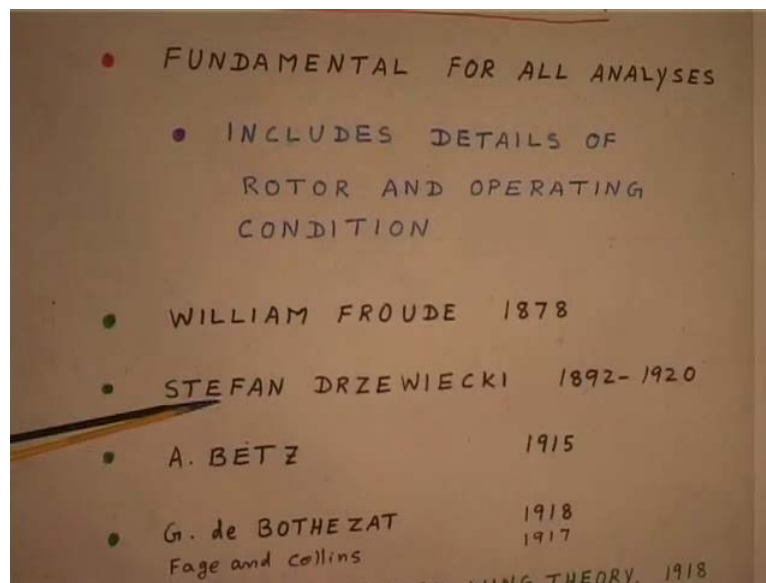 FUNDAMENTAL FOR ALL ANALYSES
INCLUDES DETAILS OF
ROTOR AND OPERATING
CONDITION
WILLIAM FROUDE 1878
STEFAN DRZEWIECKI 1892-1920
A. BETZ 1915
G. de BOTHEZAT 1918
Fage and Collins 1917
THEORY, 1918